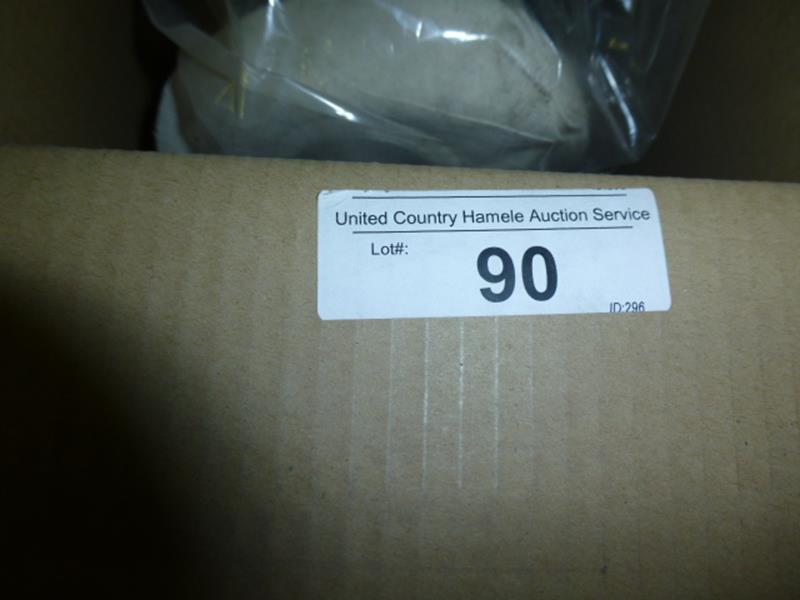 United Country Hamele Auction Service
Lot#:
90
ID:296